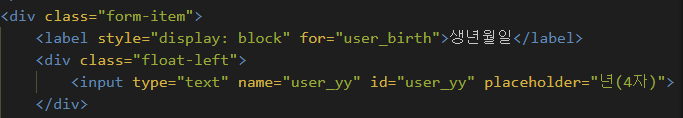 <div class="form-item">
<label style="display: block" for="user_birth">생년월일</label>
<div class="float-left">
<input type="text" name="user_yy" id="user_yy" placeholder="년(4자)">
</div>